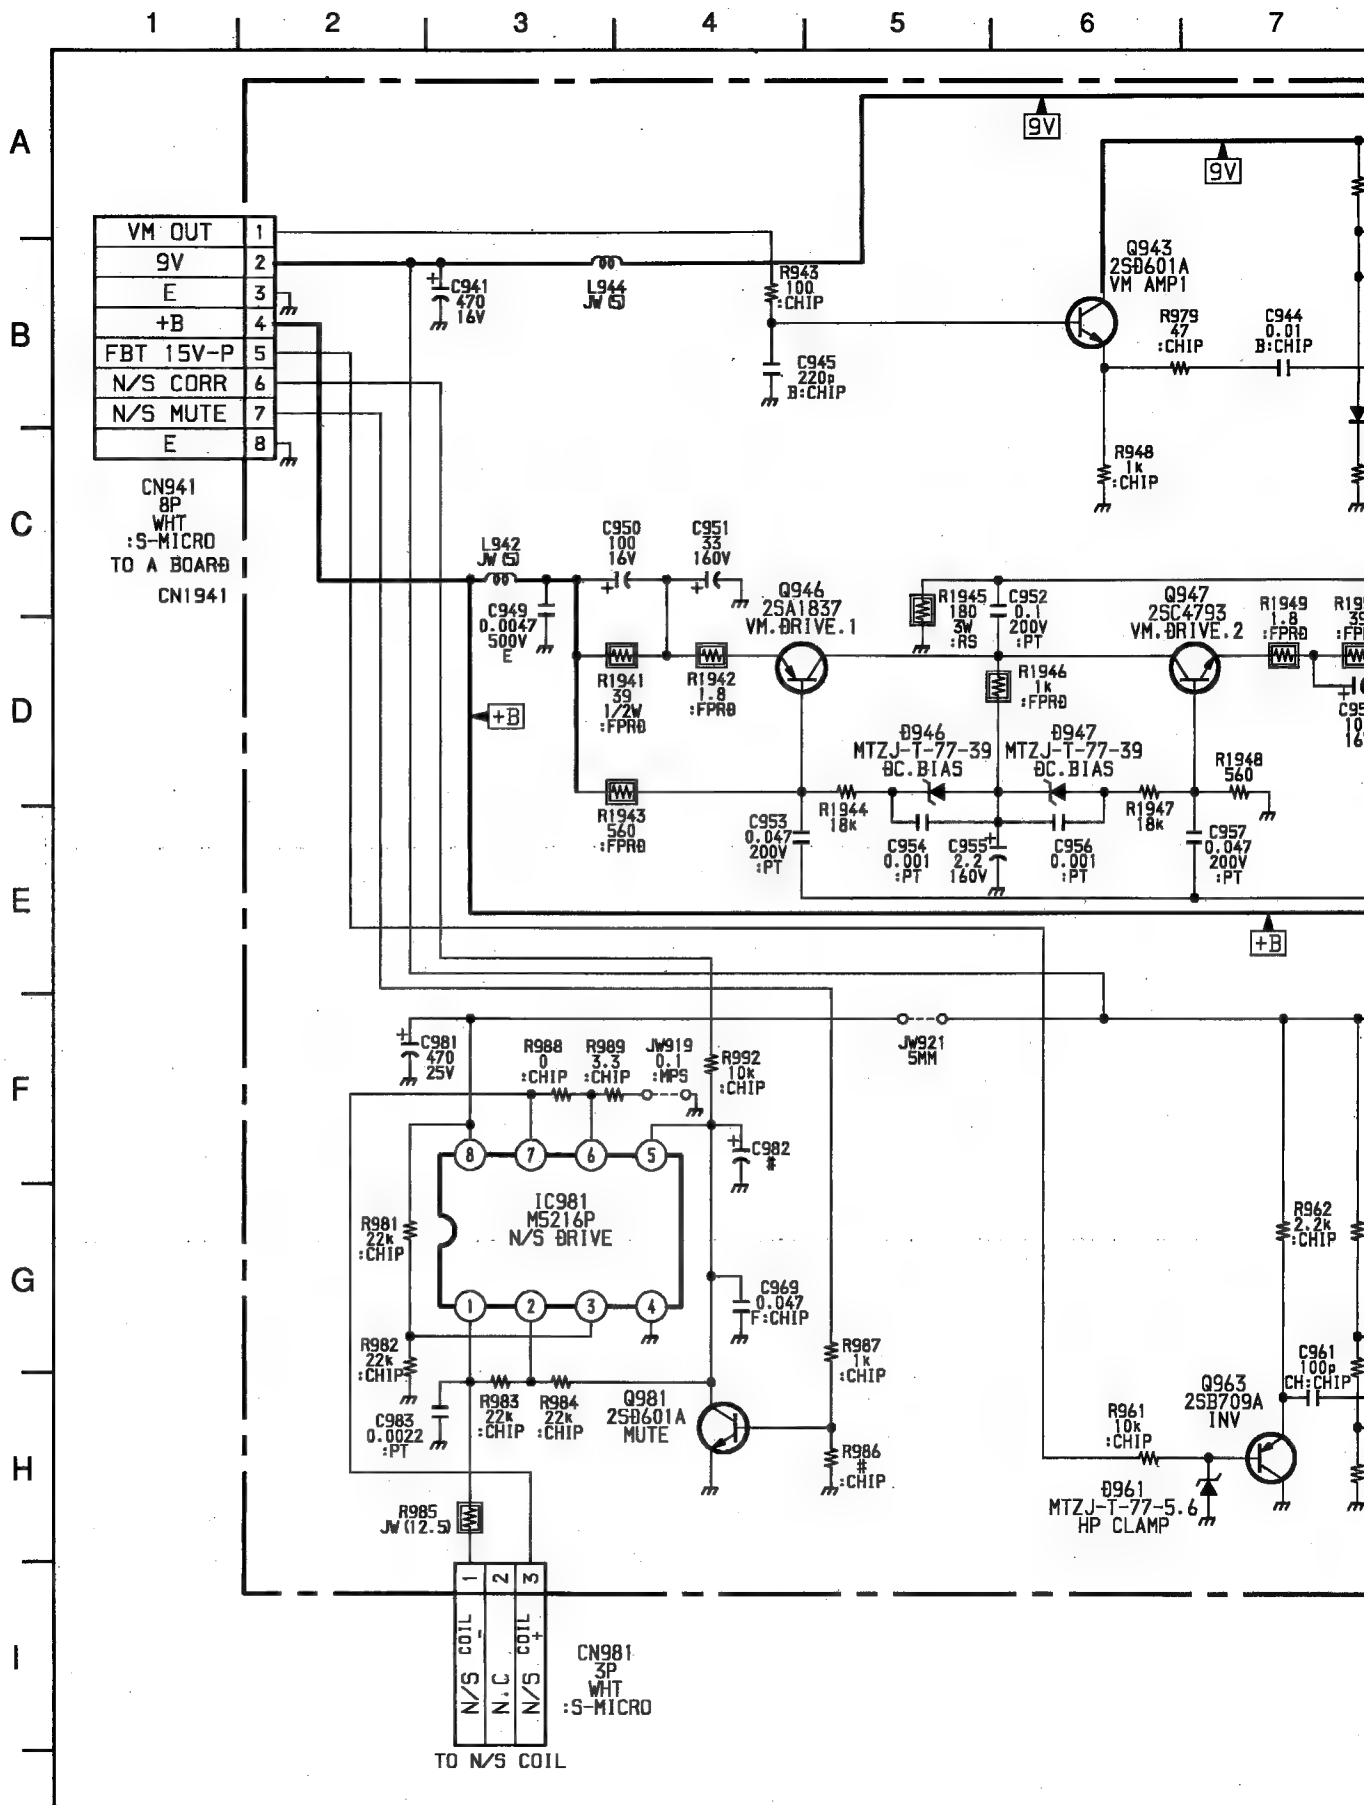 1 2 3 4 5 6 7
A
B
C
D
E
F
G
H
I
9V
9V
VM OUT 1
9V 2
E 3
+B 4
FBT 15V-P 5
N/S CORR 6
N/S MUTE 7
E 8
CN941
8P
WHT
:S-MICRO
TO A BOARD
CN1941
+
C941
470
16V
L944
JW(5)
R943
100
:CHIP
C945
220p
B:CHIP
Q943
2SD601A
VM AMP1
R979
47
:CHIP
C944
0.01
B:CHIP
R948
1k
:CHIP
L942
JW(5)
C949
0.0047
500V
E
C950
100
16V
+
C951
33
160V
+
Q946
2SA1837
VM.DRIVE.1
R1945
180
3W
:RS
C952
0.1
200V
:PT
Q947
2SC4793
VM.DRIVE.2
R1949
1.8
:FPRD
R1941
39
1/2W
:FPRD
R1942
1.8
:FPRD
R1946
1k
:FPRD
+B
D946
MTZJ-T-77-39
DC.BIAS
D947
MTZJ-T-77-39
DC.BIAS
R1948
560
R1943
560
:FPRD
R1944
18k
R1947
18k
C953
0.047
200V
:PT
C954
0.001
:PT
+
C955
2.2
160V
C956
0.001
:PT
C957
0.047
200V
:PT
+B
+
C981
470
25V
R988
0
:CHIP
R989
3.3
:CHIP
JW919
0.1
:MPS
R992
10k
:CHIP
JW921
5MM
8 7 6 5
+
C982
#
IC981
M5216P
N/S DRIVE
R981
22k
:CHIP
1 2 3 4
C969
0.047
F:CHIP
R962
2.2k
:CHIP
R982
22k
:CHIP
R987
1k
:CHIP
C961
100p
CH:CHIP
C983
0.0022
:PT
R983
22k
:CHIP
R984
22k
:CHIP
Q981
2SD601A
MUTE
R986
#
:CHIP
R961
10k
:CHIP
Q963
2SB709A
INV
D961
MTZJ-T-77-5.6
HP CLAMP
R985
JW(12.5)
1 2 3
N/S COIL -
N.C
N/S COIL +
CN981
3P
WHT
:S-MICRO
TO N/S COIL